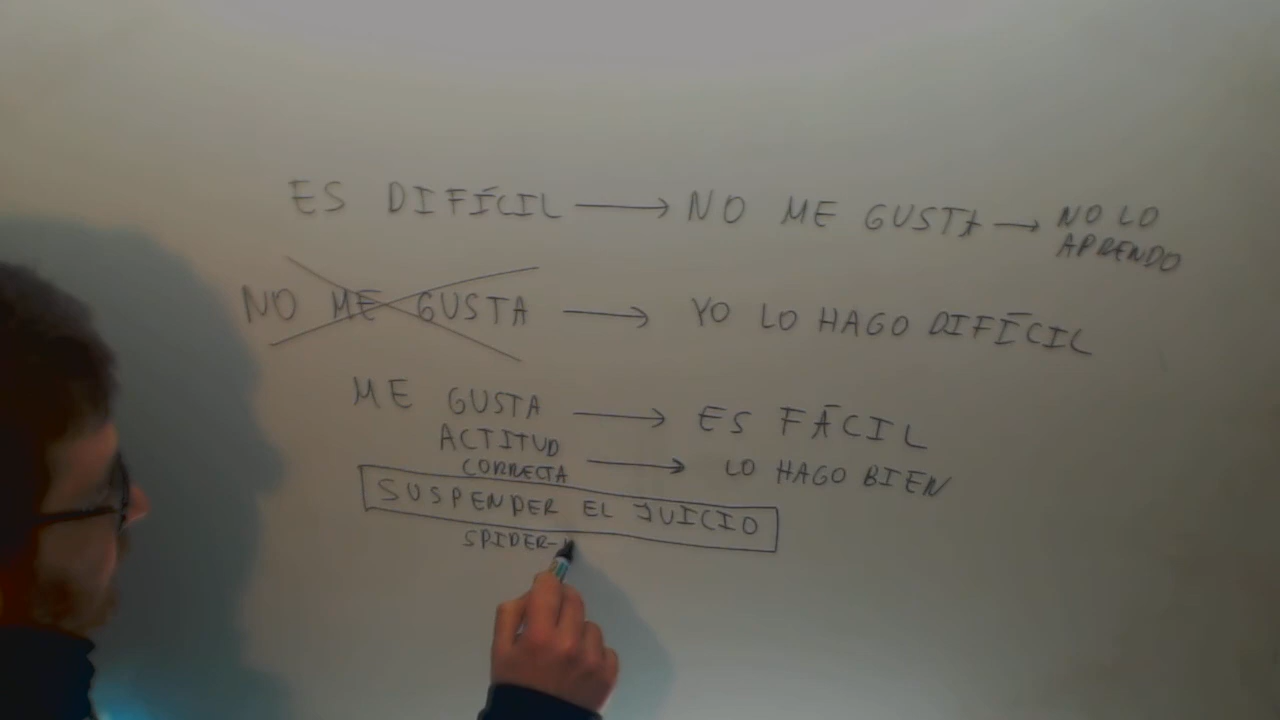 ES DIFÍCIL → NO ME GUSTA → NO LO
APRENDO
NO ME GUSTA → YO LO HAGO DIFÍCIL
ME GUSTA → ES FÁCIL
ACTITUD
CORRECTA → LO HAGO BIEN
SUSPENDER EL JUICIO
SPIDER-